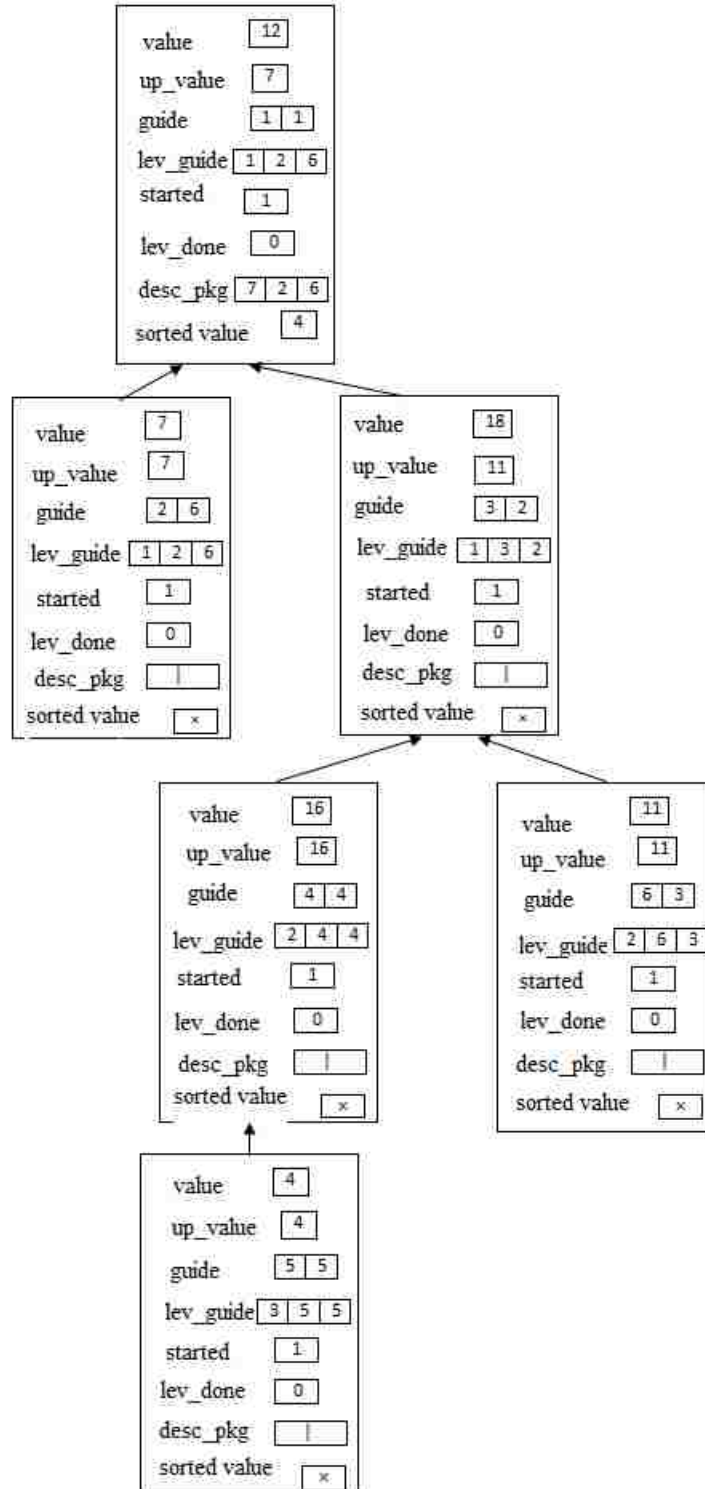 value 12
up_value 7
guide 1 1
lev_guide 1 2 6
started 1
lev_done 0
desc_pkg 7 2 6
sorted value 4
value 7
up_value 7
guide 2 6
lev_guide 1 2 6
started 1
lev_done 0
desc_pkg |
sorted value ×
value 18
up_value 11
guide 3 2
lev_guide 1 3 2
started 1
lev_done 0
desc_pkg |
sorted value ×
value 16
up_value 16
guide 4 4
lev_guide 2 4 4
started 1
lev_done 0
desc_pkg |
sorted value ×
value 11
up_value 11
guide 6 3
lev_guide 2 6 3
started 1
lev_done 0
desc_pkg |
sorted value ×
value 4
up_value 4
guide 5 5
lev_guide 3 5 5
started 1
lev_done 0
desc_pkg |
sorted value ×